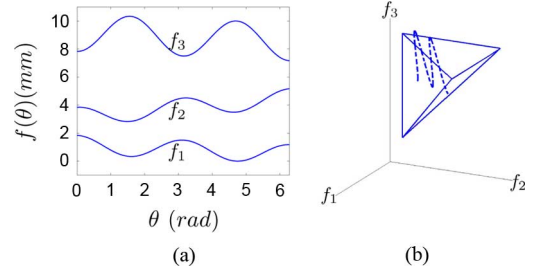 f(θ)(mm)
10
8
6
4
2
0
f₃
f₂
f₁
0 1 2 3 4 5 6
θ (rad)
(a)
f₃
f₁
f₂
(b)